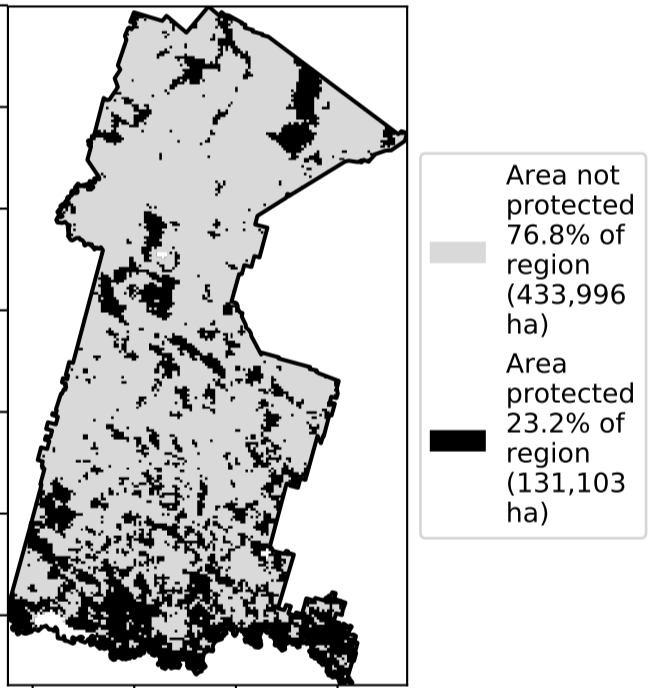 Area not
protected
76.8% of
region
(433,996
ha)
Area
protected
23.2% of
region
(131,103
ha)